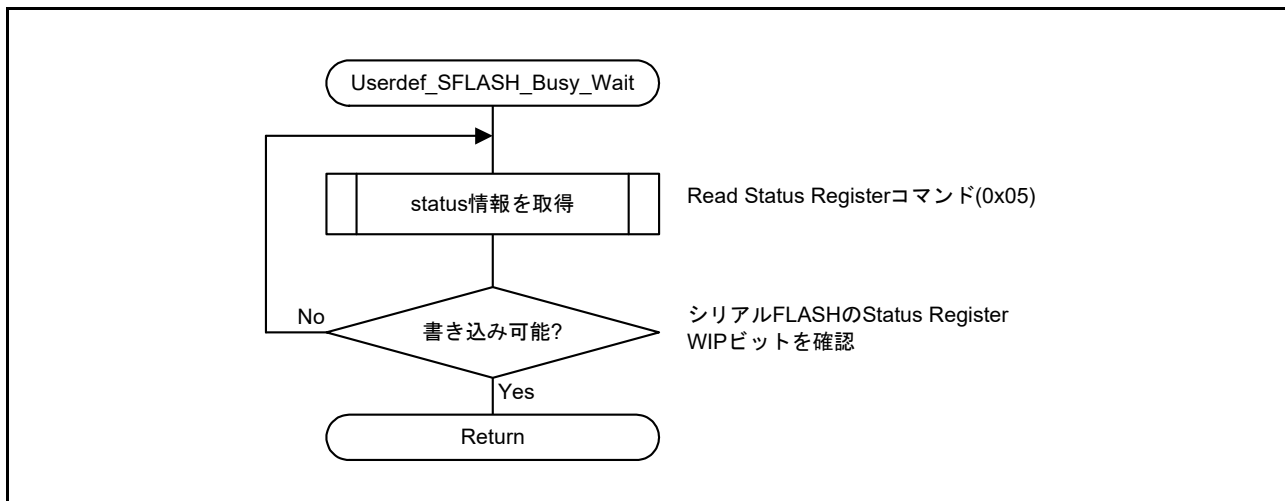 Userdef_SFLASH_Busy_Wait
status情報を取得
Read Status Registerコマンド(0x05)
No
書き込み可能?
シリアルFLASHのStatus Register
WIPビットを確認
Yes
Return